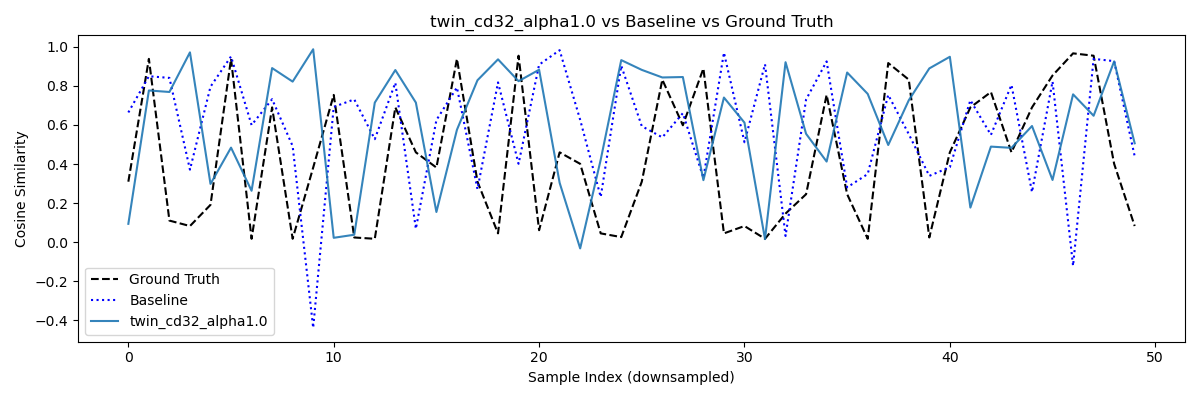 twin_cd32_alpha1.0 vs Baseline vs Ground Truth
Cosine Similarity
1.0
0.8
0.6
0.4
0.2
0.0
−0.2
−0.4
Ground Truth
Baseline
twin_cd32_alpha1.0
0 10 20 30 40 50
Sample Index (downsampled)